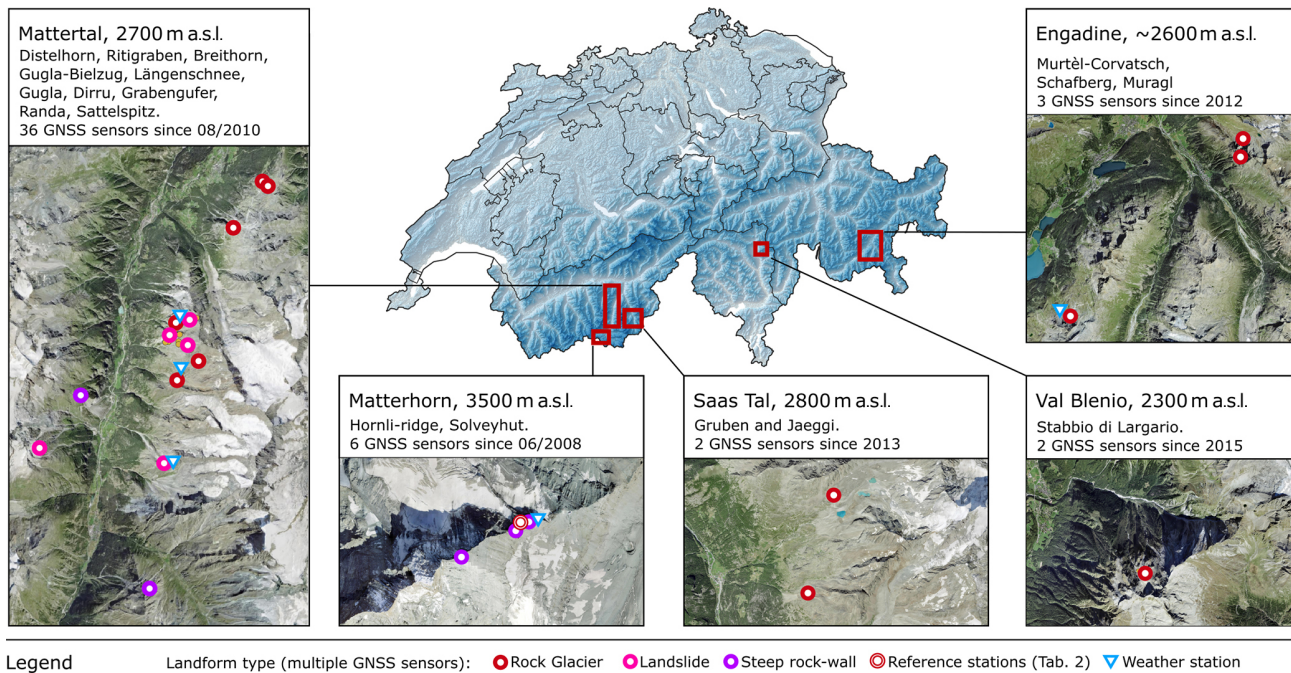 Mattertal, 2700 m a.s.l.
Distelhorn, Ritigraben, Breithorn,
Gugla-Bielzug, Längenschnee,
Gugla, Dirru, Grabengufer,
Randa, Sattelspitz.
36 GNSS sensors since 08/2010
Engadine, ~2600 m a.s.l.
Murtèl-Corvatsch,
Schafberg, Muragl
3 GNSS sensors since 2012
Matterhorn, 3500 m a.s.l.
Hornli-ridge, Solveyhut.
6 GNSS sensors since 06/2008
Saas Tal, 2800 m a.s.l.
Gruben and Jaeggi.
2 GNSS sensors since 2013
Val Blenio, 2300 m a.s.l.
Stabbio di Largario.
2 GNSS sensors since 2015
Legend
Landform type (multiple GNSS sensors): Rock Glacier Landslide Steep rock-wall Reference stations (Tab. 2) Weather station